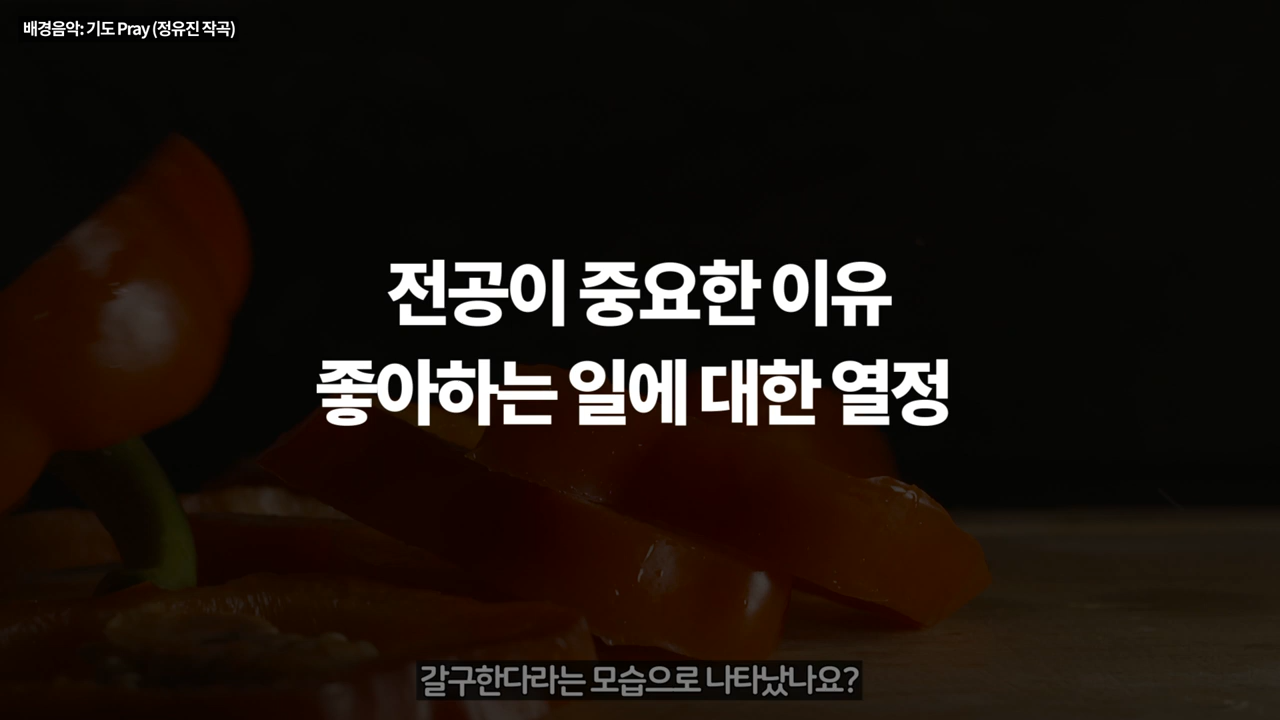 배경음악: 기도 Pray (정유진 작곡)
전공이 중요한 이유
좋아하는 일에 대한 열정
갈구한다라는 모습으로 나타났나요?